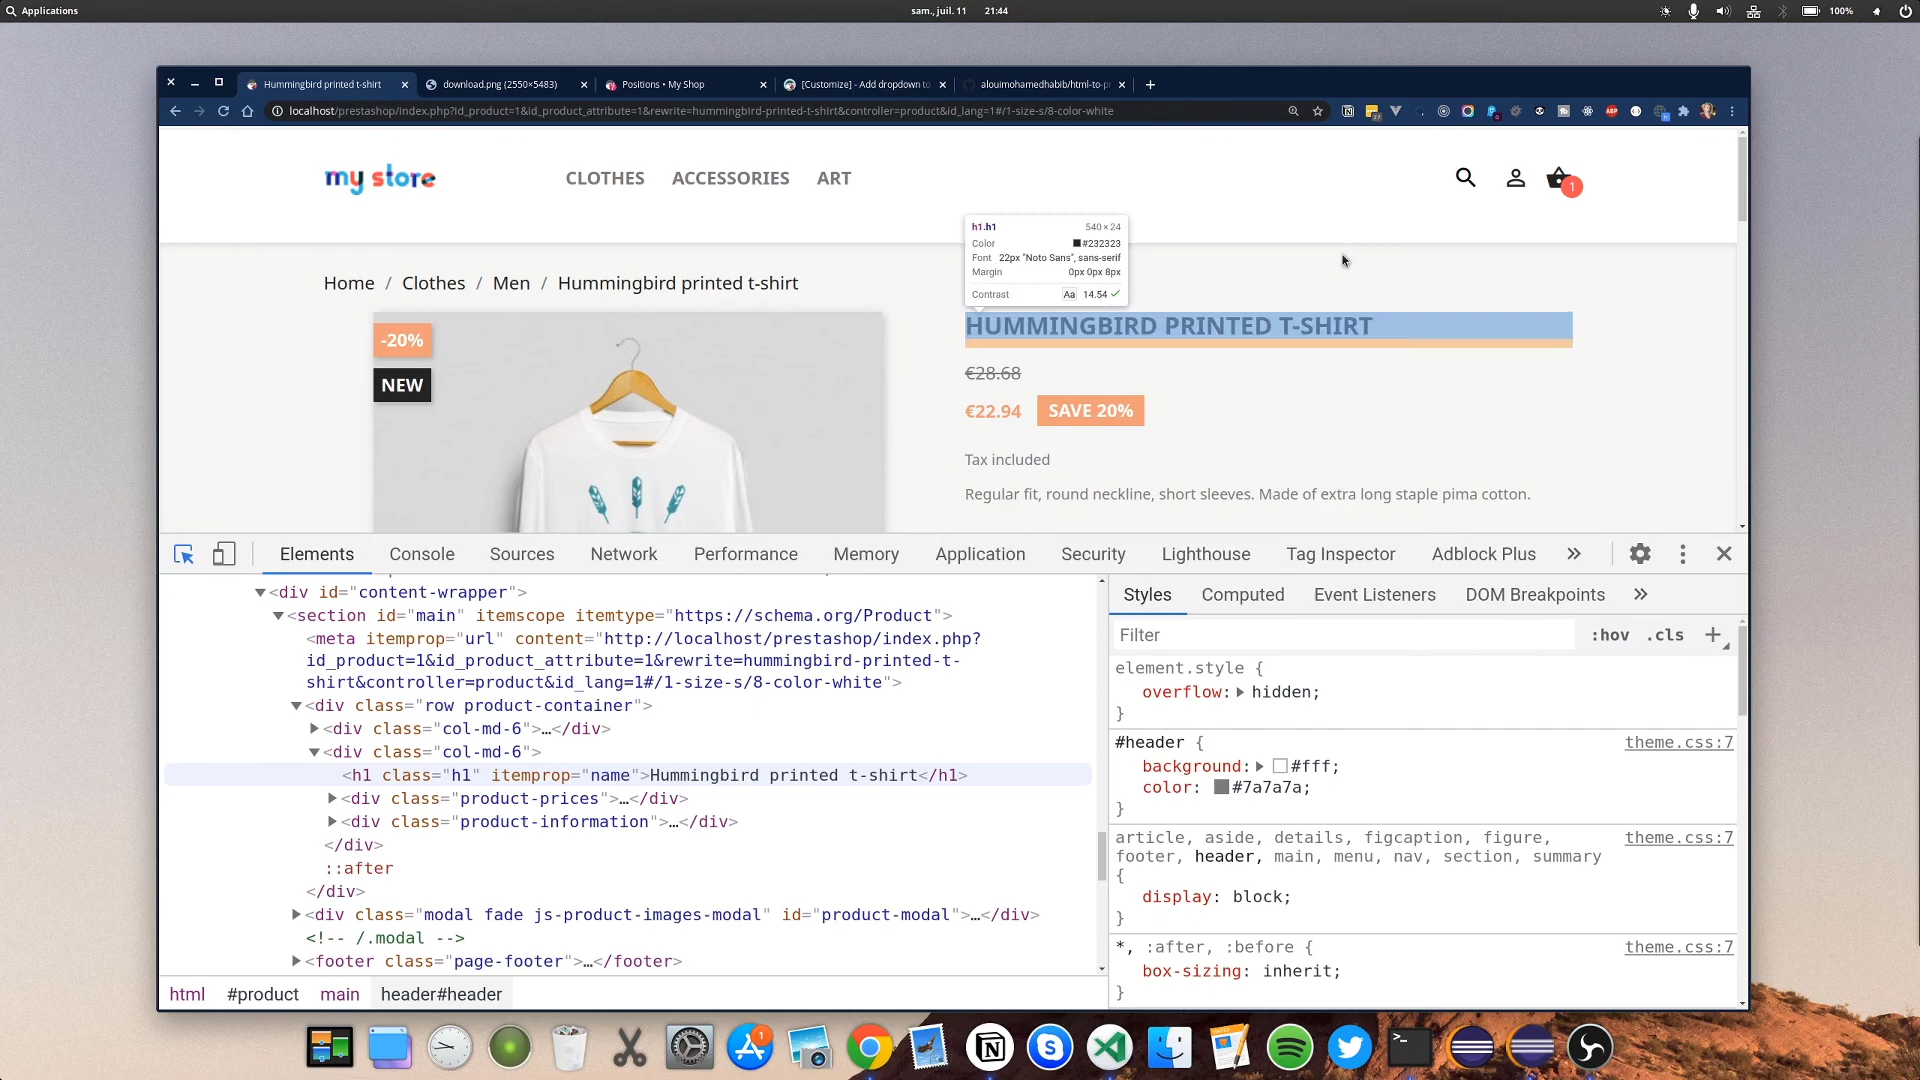 Applications
sam., juil. 11 21:44
100%
Hummingbird printed t-shirt
download.png (2550×5483)
Positions • My Shop
[Customize] - Add dropdown to
alouimohamedhabib/html-to-pr
localhost/prestashop/index.php?id_product=1&id_product_attribute=1&rewrite=hummingbird-printed-t-shirt&controller=product&id_lang=1#/1-size-s/8-color-white
my store
CLOTHES ACCESSORIES ART
1
h1.h1 540×24
Color #232323
Font 22px "Noto Sans", sans-serif
Margin 0px 0px 8px
Contrast Aa 14.54
Home / Clothes / Men / Hummingbird printed t-shirt
-20%
NEW
HUMMINGBIRD PRINTED T-SHIRT
€28.68
€22.94 SAVE 20%
Tax included
Regular fit, round neckline, short sleeves. Made of extra long staple pima cotton.
Elements Console Sources Network Performance Memory Application Security Lighthouse Tag Inspector Adblock Plus »
<div id="content-wrapper">
<section id="main" itemscope itemtype="https://schema.org/Product">
<meta itemprop="url" content="http://localhost/prestashop/index.php?
id_product=1&id_product_attribute=1&rewrite=hummingbird-printed-t-
shirt&controller=product&id_lang=1#/1-size-s/8-color-white">
<div class="row product-container">
<div class="col-md-6">…</div>
<div class="col-md-6">
<h1 class="h1" itemprop="name">Hummingbird printed t-shirt</h1>
<div class="product-prices">…</div>
<div class="product-information">…</div>
</div>
::after
</div>
<div class="modal fade js-product-images-modal" id="product-modal">…</div>
<!-- /.modal -->
<footer class="page-footer">…</footer>
html #product main header#header
Styles Computed Event Listeners DOM Breakpoints »
Filter :hov .cls +
element.style {
overflow: hidden;
}
#header { theme.css:7
background: #fff;
color: #7a7a7a;
}
article, aside, details, figcaption, figure, theme.css:7
footer, header, main, menu, nav, section, summary
{
display: block;
}
*, :after, :before { theme.css:7
box-sizing: inherit;
}
1